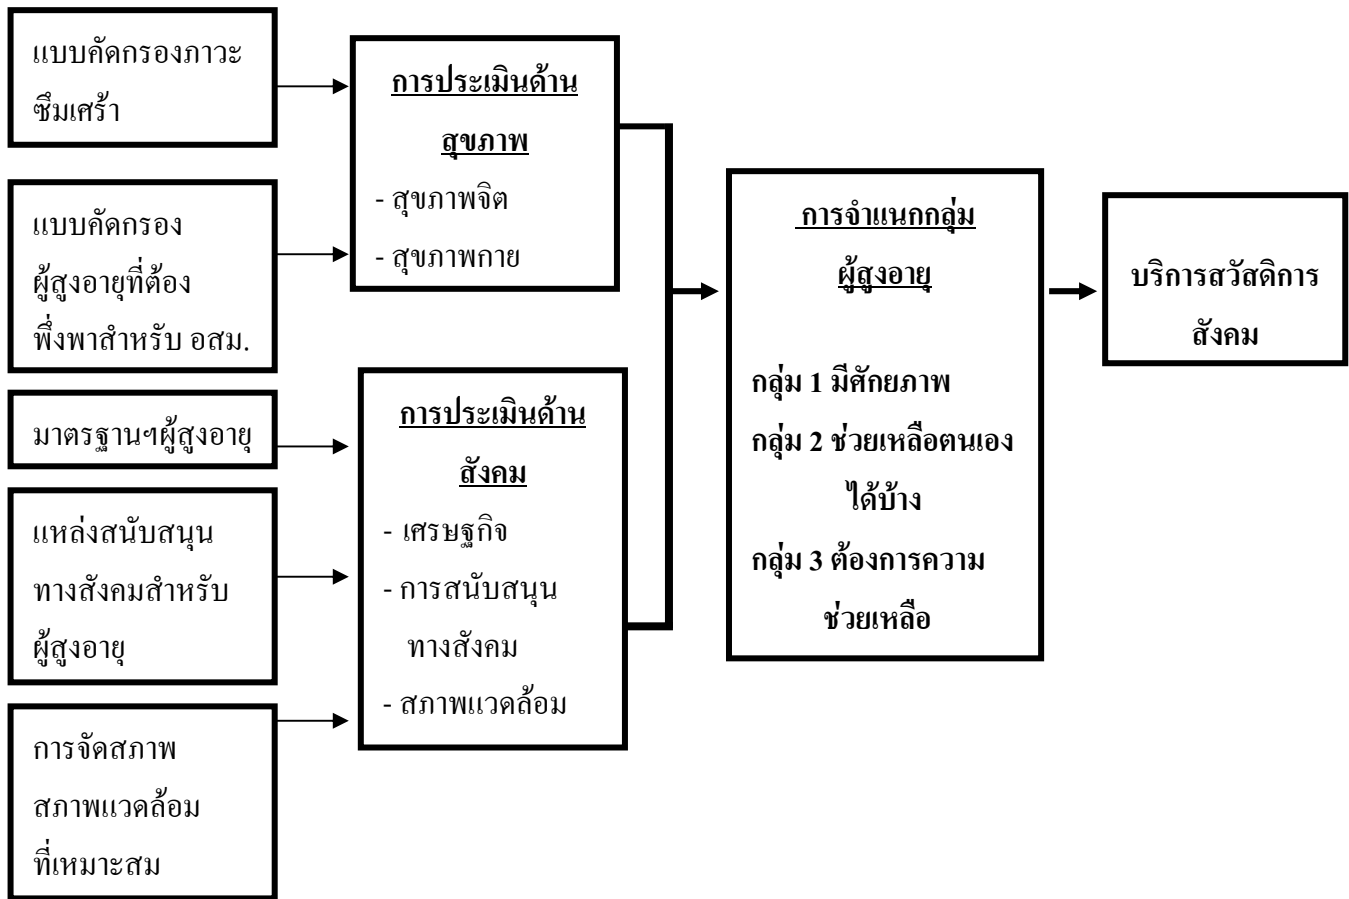 แบบคัดกรองภาวะ
ซึมเศร้า
แบบคัดกรอง
ผู้สูงอายุที่ต้อง
พึ่งพาสำหรับ อสม.
มาตรฐานฯผู้สูงอายุ
แหล่งสนับสนุน
ทางสังคมสำหรับ
ผู้สูงอายุ
การจัดสภาพ
สภาพแวดล้อม
ที่เหมาะสม
การประเมินด้าน
สุขภาพ
- สุขภาพจิต
- สุขภาพกาย
การประเมินด้าน
สังคม
- เศรษฐกิจ
- การสนับสนุน
ทางสังคม
- สภาพแวดล้อม
การจำแนกกลุ่ม
ผู้สูงอายุ
กลุ่ม 1 มีศักยภาพ
กลุ่ม 2 ช่วยเหลือตนเอง
ได้บ้าง
กลุ่ม 3 ต้องการความ
ช่วยเหลือ
บริการสวัสดิการ
สังคม